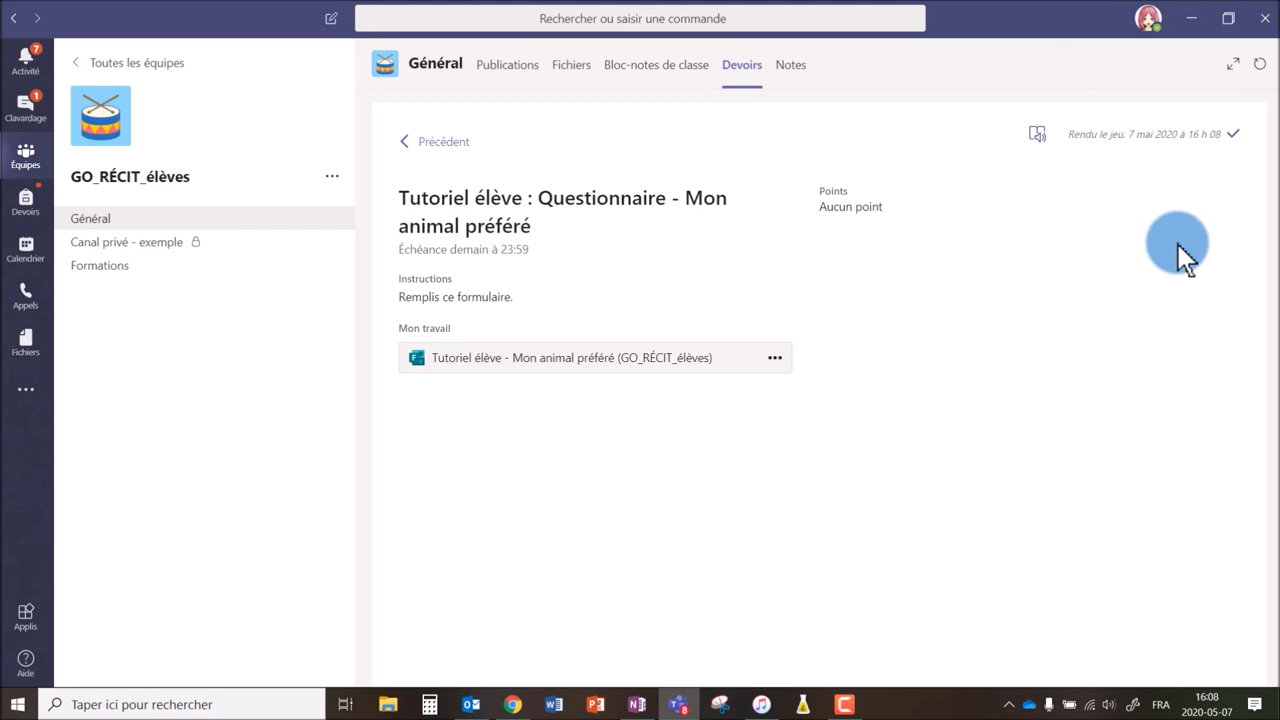 Rechercher ou saisir une commande
7
Activité
1
Clavardage
Équipes
Devoirs
Calendrier
Appels
Fichiers
Applis
Aide
Toutes les équipes
GO_RÉCIT_élèves
Général
Canal privé - exemple
Formations
Général
Publications
Fichiers
Bloc-notes de classe
Devoirs
Notes
Précédent
Rendu le jeu. 7 mai 2020 à 16 h 08
Tutoriel élève : Questionnaire - Mon
animal préféré
Échéance demain à 23:59
Points
Aucun point
Instructions
Remplis ce formulaire.
Mon travail
Tutoriel élève - Mon animal préféré (GO_RÉCIT_élèves)
Taper ici pour rechercher
8
FRA
16:08
2020-05-07